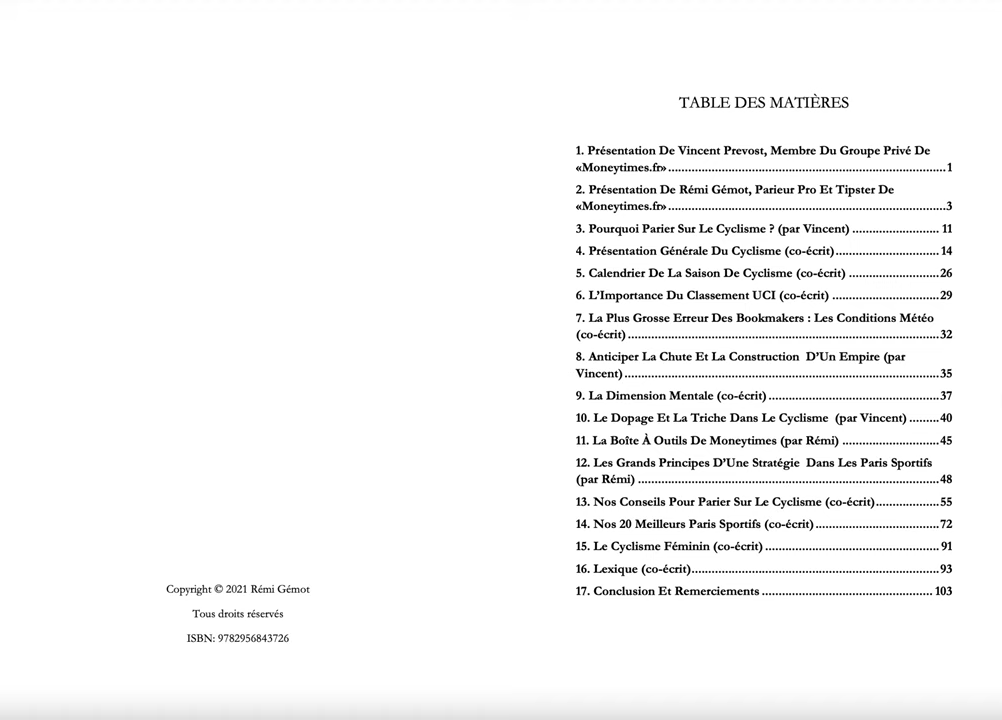 Copyright © 2021 Rémi Gémot
Tous droits réservés
ISBN: 9782956843726
TABLE DES MATIÈRES
1. Présentation De Vincent Prevost, Membre Du Groupe Privé De
«Moneytimes.fr»....................................................................................1
2. Présentation De Rémi Gémot, Parieur Pro Et Tipster De
«Moneytimes.fr»....................................................................................3
3. Pourquoi Parier Sur Le Cyclisme ? (par Vincent) .......................... 11
4. Présentation Générale Du Cyclisme (co-écrit)............................... 14
5. Calendrier De La Saison De Cyclisme (co-écrit) ...........................26
6. L’Importance Du Classement UCI (co-écrit) ................................29
7. La Plus Grosse Erreur Des Bookmakers : Les Conditions Météo
(co-écrit) ..............................................................................................32
8. Anticiper La Chute Et La Construction D’Un Empire (par
Vincent)...............................................................................................35
9. La Dimension Mentale (co-écrit) ...................................................37
10. Le Dopage Et La Triche Dans Le Cyclisme (par Vincent) .........40
11. La Boîte À Outils De Moneytimes (par Rémi) .............................45
12. Les Grands Principes D’Une Stratégie Dans Les Paris Sportifs
(par Rémi) ...........................................................................................48
13. Nos Conseils Pour Parier Sur Le Cyclisme (co-écrit)...................55
14. Nos 20 Meilleurs Paris Sportifs (co-écrit).....................................72
15. Le Cyclisme Féminin (co-écrit) .................................................... 91
16. Lexique (co-écrit)..........................................................................93
17. Conclusion Et Remerciements ................................................... 103